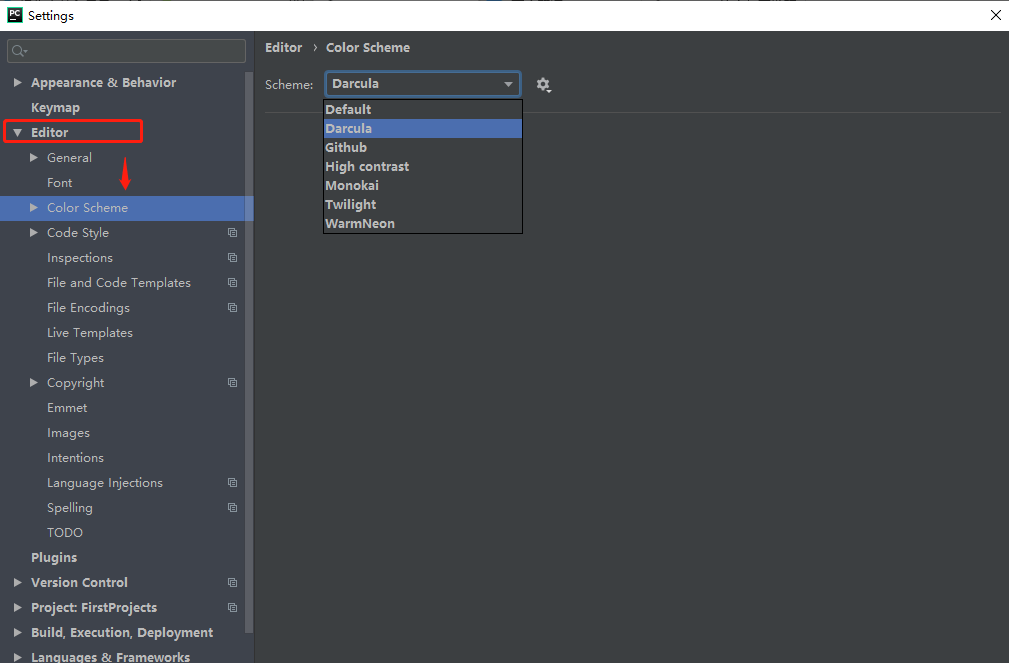 PC Settings
Editor › Color Scheme
Scheme: Darcula
Default
Darcula
Github
High contrast
Monokai
Twilight
WarmNeon
Appearance & Behavior
Keymap
Editor
General
Font
Color Scheme
Code Style
Inspections
File and Code Templates
File Encodings
Live Templates
File Types
Copyright
Emmet
Images
Intentions
Language Injections
Spelling
TODO
Plugins
Version Control
Project: FirstProjects
Build, Execution, Deployment
Languages & Frameworks